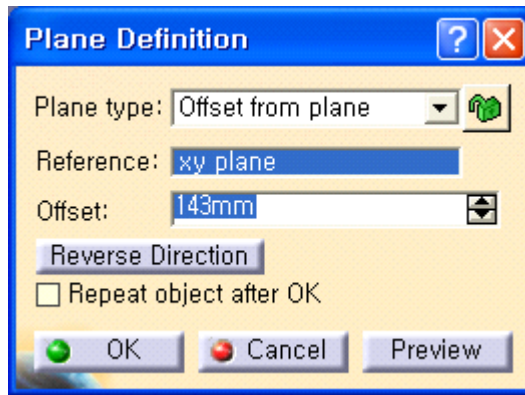 Plane Definition
Plane type: Offset from plane
Reference: xy plane
Offset: 143mm
Reverse Direction
Repeat object after OK
OK Cancel Preview